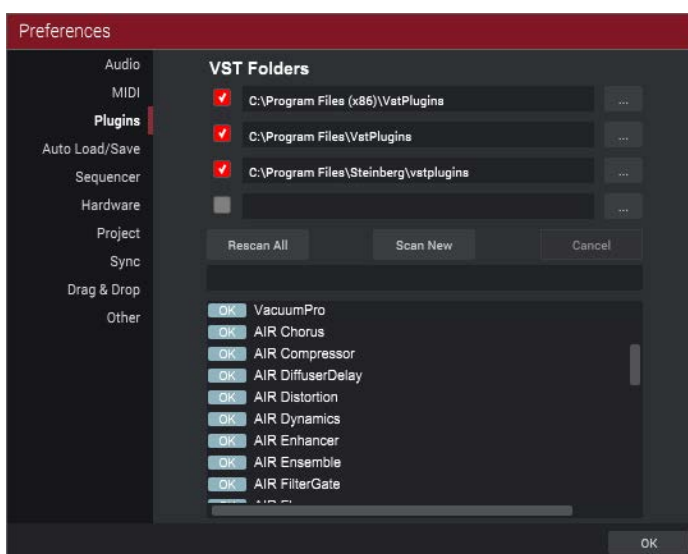 Preferences
Audio
MIDI
Plugins
Auto Load/Save
Sequencer
Hardware
Project
Sync
Drag & Drop
Other
VST Folders
C:\Program Files (x86)\VstPlugins
...
C:\Program Files\VstPlugins
...
C:\Program Files\Steinberg\vstplugins
...
...
Rescan All Scan New Cancel
OK VacuumPro
OK AIR Chorus
OK AIR Compressor
OK AIR DiffuserDelay
OK AIR Distortion
OK AIR Dynamics
OK AIR Enhancer
OK AIR Ensemble
OK AIR FilterGate
OK